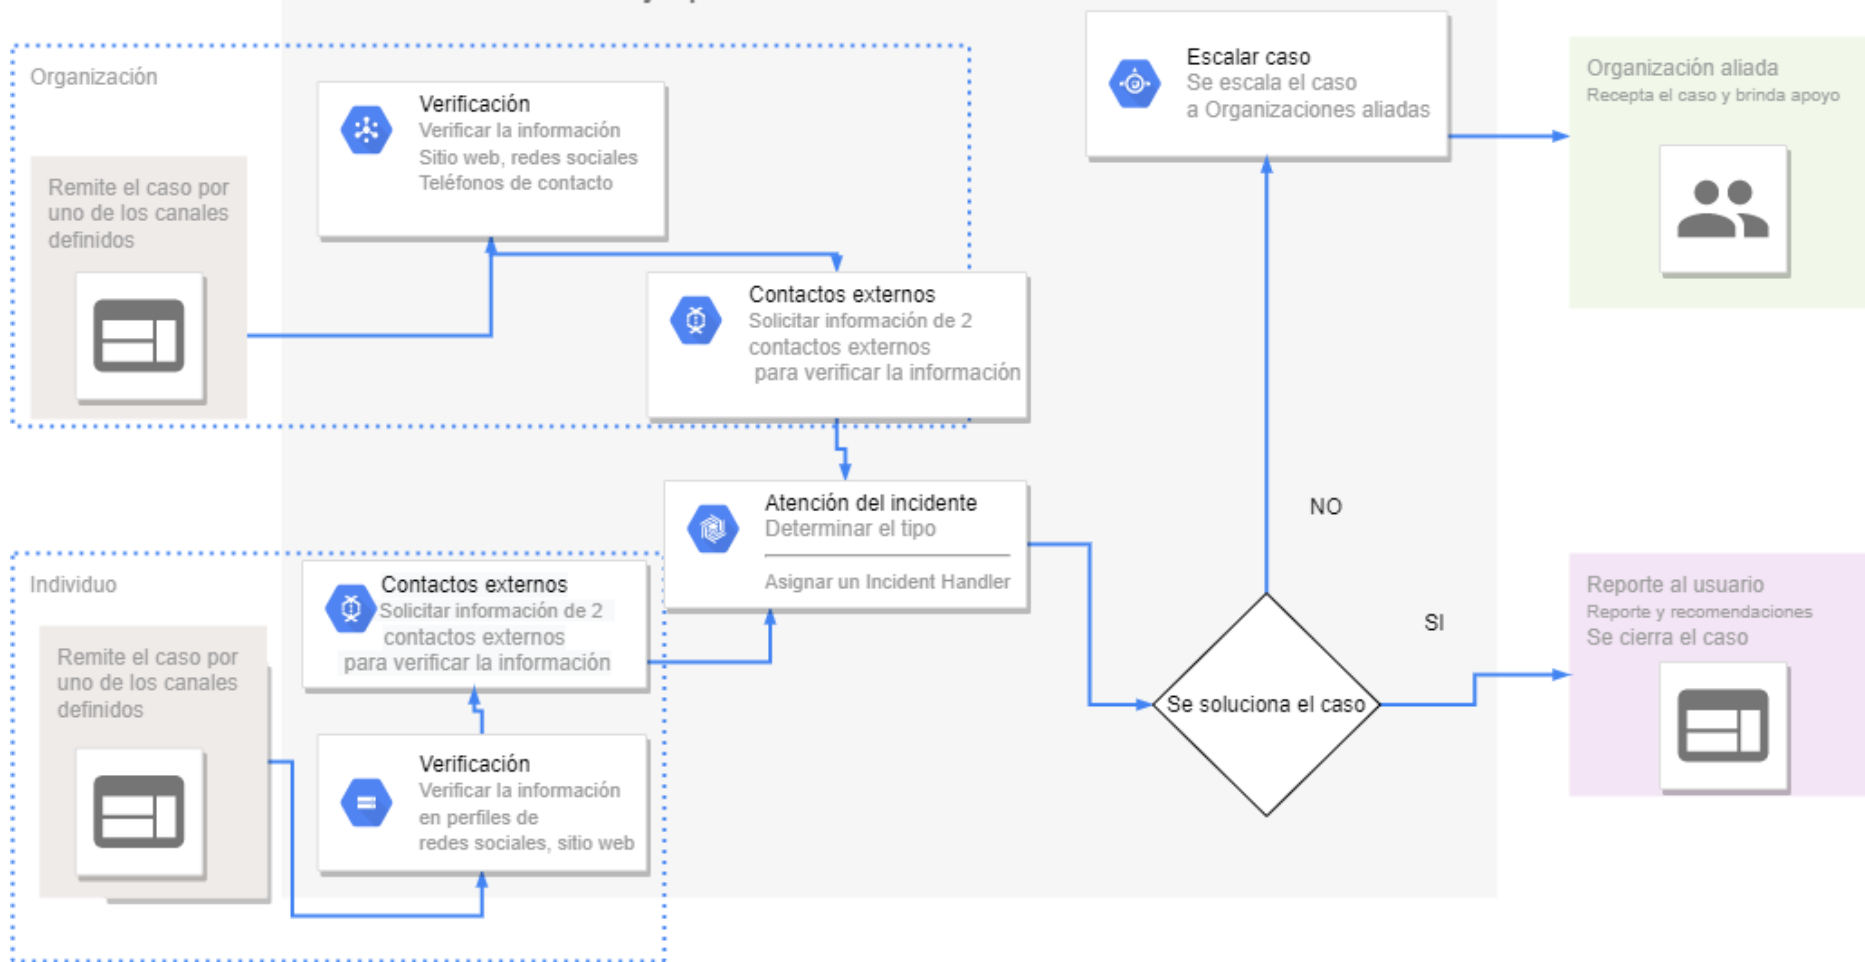 Organización
Remite el caso por
uno de los canales
definidos
Verificación
Verificar la información
Sitio web, redes sociales
Teléfonos de contacto
Contactos externos
Solicitar información de 2
contactos externos
para verificar la información
Escalar caso
Se escala el caso
a Organizaciones aliadas
Organización aliada
Recepta el caso y brinda apoyo
Atención del incidente
Determinar el tipo
Asignar un Incident Handler
Individuo
Remite el caso por
uno de los canales
definidos
Contactos externos
Solicitar información de 2
contactos externos
para verificar la información
Verificación
Verificar la información
en perfiles de
redes sociales, sitio web
NO
SI
Se soluciona el caso
Reporte al usuario
Reporte y recomendaciones
Se cierra el caso